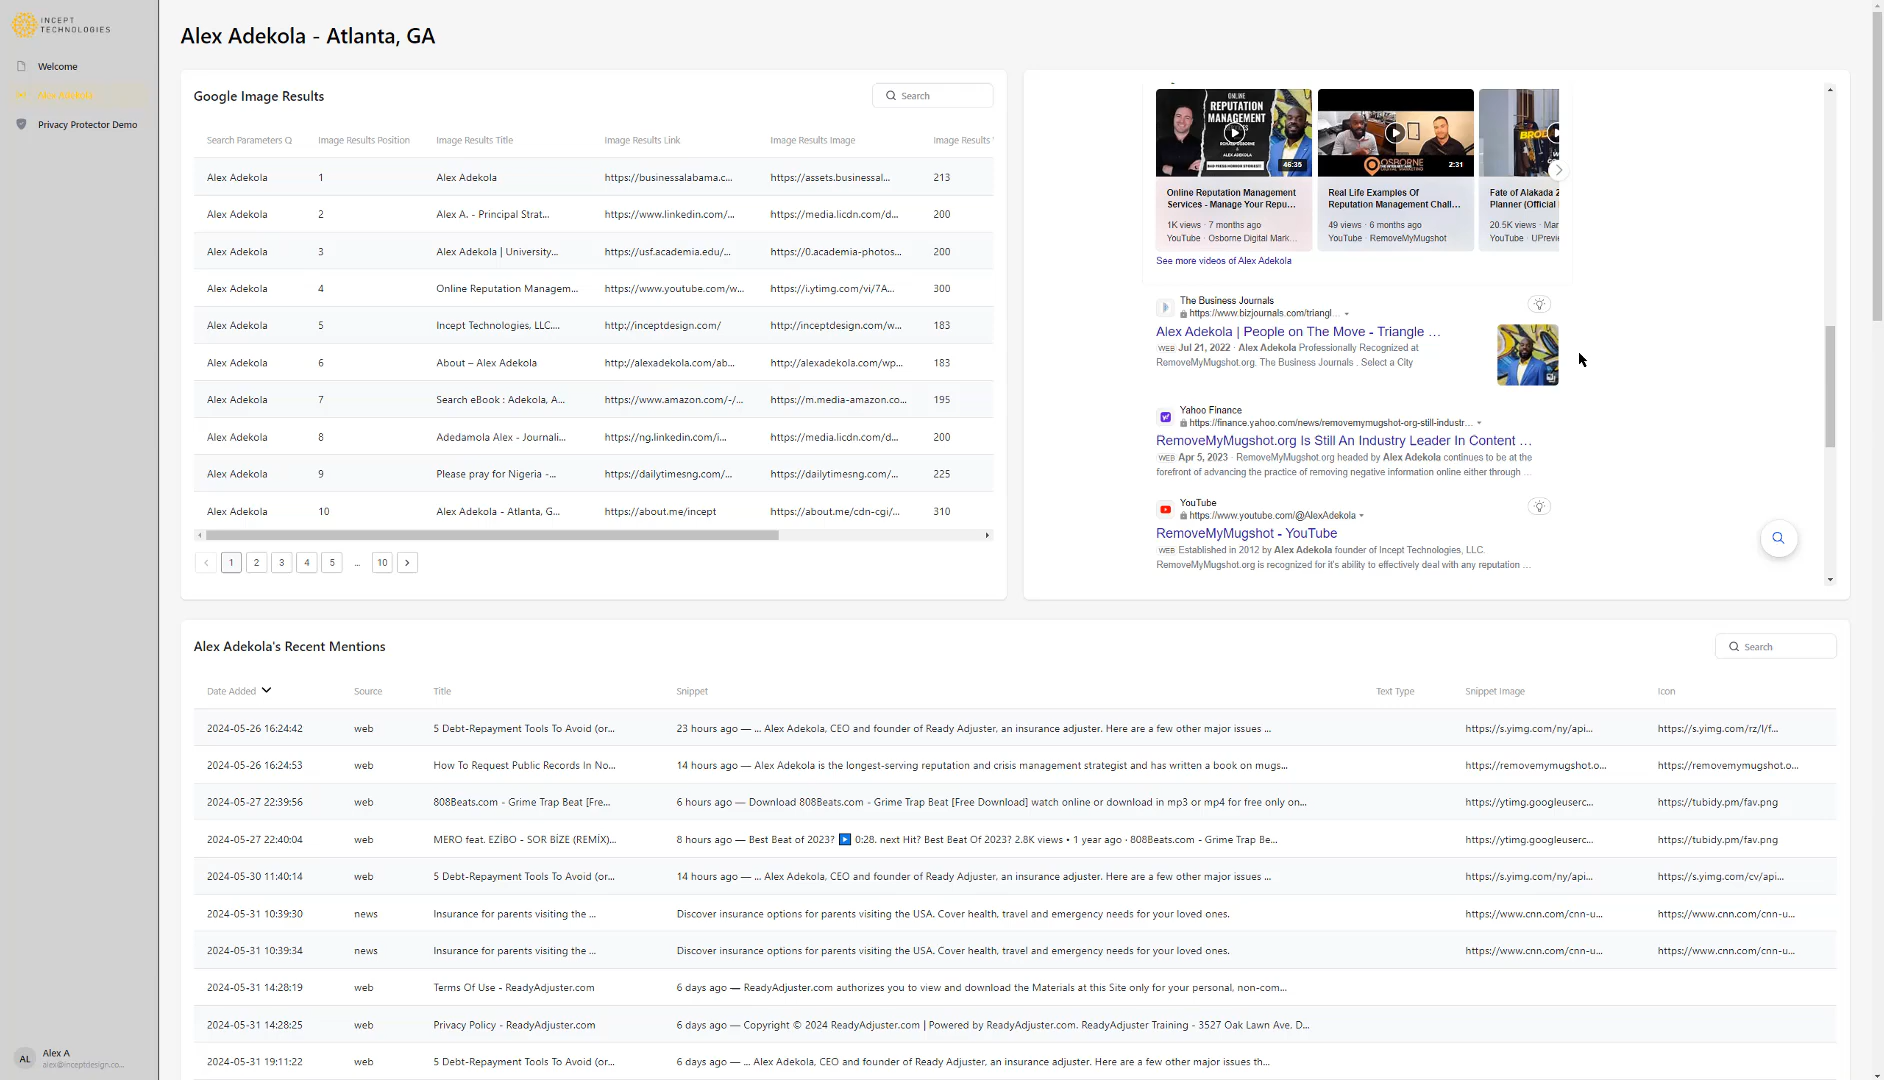 INCEPT
TECHNOLOGIES
Welcome
Alex Adekola
Privacy Protector Demo
AL
Alex A
alex@inceptdesign.co...
Alex Adekola - Atlanta, GA
Google Image Results
Search
Search Parameters Q Image Results Position Image Results Title Image Results Link Image Results Image Image Results
Alex Adekola 1 Alex Adekola https://businessalabama.c... https://assets.businessal... 213
Alex Adekola 2 Alex A. - Principal Strat... https://www.linkedin.com/... https://media.licdn.com/d... 200
Alex Adekola 3 Alex Adekola | University... https://usf.academia.edu/... https://0.academia-photos... 200
Alex Adekola 4 Online Reputation Managem... https://www.youtube.com/w... https://i.ytimg.com/vi/7A... 300
Alex Adekola 5 Incept Technologies, LLC.... http://inceptdesign.com/ http://inceptdesign.com/w... 183
Alex Adekola 6 About – Alex Adekola http://alexadekola.com/ab... http://alexadekola.com/wp... 183
Alex Adekola 7 Search eBook : Adekola, A... https://www.amazon.com/-/... https://m.media-amazon.co... 195
Alex Adekola 8 Adedamola Alex - Journali... https://ng.linkedin.com/i... https://media.licdn.com/d... 200
Alex Adekola 9 Please pray for Nigeria -... https://dailytimesng.com/... https://dailytimesng.com/... 225
Alex Adekola 10 Alex Adekola - Atlanta, G... https://about.me/incept https://about.me/cdn-cgi/... 310
1 2 3 4 5 ... 10
ONLINE
REPUTATION
MANAGEMENT
46:35
OSBORNE
DIGITAL MARKETING
2:31
BROD
Online Reputation Management
Services - Manage Your Repu...
1K views · 7 months ago
YouTube · Osborne Digital Mark...
Real Life Examples Of
Reputation Management Chall...
49 views · 6 months ago
YouTube · RemoveMyMugshot
Fate of Alakada 2
Planner (Official
20.5K views · Mar
YouTube · UPrevie
See more videos of Alex Adekola
The Business Journals
https://www.bizjournals.com/triangl...
Alex Adekola | People on The Move - Triangle ...
WEB Jul 21, 2022 · Alex Adekola Professionally Recognized at
RemoveMyMugshot.org. The Business Journals . Select a City
Yahoo Finance
https://finance.yahoo.com/news/removemymugshot-org-still-industr...
RemoveMyMugshot.org Is Still An Industry Leader In Content ...
WEB Apr 5, 2023 · RemoveMyMugshot.org headed by Alex Adekola continues to be at the
forefront of advancing the practice of removing negative information online either through ...
YouTube
https://www.youtube.com/@AlexAdekola
RemoveMyMugshot - YouTube
WEB Established in 2012 by Alex Adekola founder of Incept Technologies, LLC.
RemoveMyMugshot.org is recognized for it's ability to effectively deal with any reputation ...
Alex Adekola's Recent Mentions
Search
Date Added Source Title Snippet Text Type Snippet Image Icon
2024-05-26 16:24:42 web 5 Debt-Repayment Tools To Avoid (or... 23 hours ago — ... Alex Adekola, CEO and founder of Ready Adjuster, an insurance adjuster. Here are a few other major issues ... https://s.yimg.com/ny/api... https://s.yimg.com/rz/l/f...
2024-05-26 16:24:53 web How To Request Public Records In No... 14 hours ago — Alex Adekola is the longest-serving reputation and crisis management strategist and has written a book on mugs... https://removemymugshot.o... https://removemymugshot.o...
2024-05-27 22:39:56 web 808Beats.com - Grime Trap Beat [Fre... 6 hours ago — Download 808Beats.com - Grime Trap Beat [Free Download] watch online or download in mp3 or mp4 for free only on... https://ytimg.googleuserc... https://tubidy.pm/fav.png
2024-05-27 22:40:04 web MERO feat. EZİBO - SOR BİZE (REMİX)... 8 hours ago — Best Beat of 2023? ▶ 0:28. next Hit? Best Beat Of 2023? 2.8K views • 1 year ago · 808Beats.com - Grime Trap Be... https://ytimg.googleuserc... https://tubidy.pm/fav.png
2024-05-30 11:40:14 web 5 Debt-Repayment Tools To Avoid (or... 14 hours ago — ... Alex Adekola, CEO and founder of Ready Adjuster, an insurance adjuster. Here are a few other major issues ... https://s.yimg.com/ny/api... https://s.yimg.com/cv/api...
2024-05-31 10:39:30 news Insurance for parents visiting the ... Discover insurance options for parents visiting the USA. Cover health, travel and emergency needs for your loved ones. https://www.cnn.com/cnn-u... https://www.cnn.com/cnn-u...
2024-05-31 10:39:34 news Insurance for parents visiting the ... Discover insurance options for parents visiting the USA. Cover health, travel and emergency needs for your loved ones. https://www.cnn.com/cnn-u... https://www.cnn.com/cnn-u...
2024-05-31 14:28:19 web Terms Of Use - ReadyAdjuster.com 6 days ago — ReadyAdjuster.com authorizes you to view and download the Materials at this Site only for your personal, non-com...
2024-05-31 14:28:25 web Privacy Policy - ReadyAdjuster.com 6 days ago — Copyright © 2024 ReadyAdjuster.com | Powered by ReadyAdjuster.com. ReadyAdjuster Training - 3527 Oak Lawn Ave. D...
2024-05-31 19:11:22 web 5 Debt-Repayment Tools To Avoid (or... 6 days ago — ... Alex Adekola, CEO and founder of Ready Adjuster, an insurance adjuster. Here are a few other major issues th...